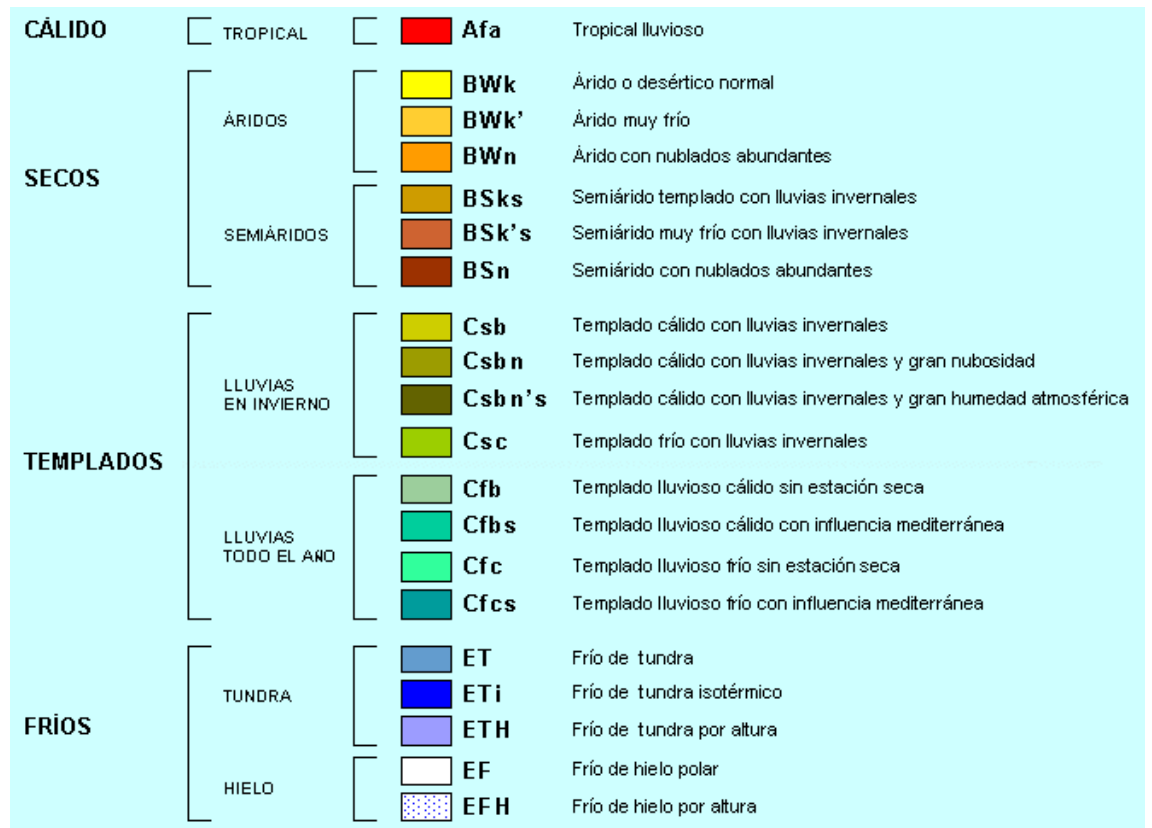 CÁLIDO TROPICAL Afa Tropical lluvioso
BWk Árido o desértico normal
ÁRIDOS BWk’ Árido muy frío
BWn Árido con nublados abundantes
SECOS
BSks Semiárido templado con lluvias invernales
SEMIÁRIDOS BSk’s Semiárido muy frío con lluvias invernales
BSn Semiárido con nublados abundantes
Csb Templado cálido con lluvias invernales
Csbn Templado cálido con lluvias invernales y gran nubosidad
LLUVIAS
EN INVIERNO Csbn’s Templado cálido con lluvias invernales y gran humedad atmosférica
Csc Templado frío con lluvias invernales
TEMPLADOS
Cfb Templado lluvioso cálido sin estación seca
Cfbs Templado lluvioso cálido con influencia mediterránea
LLUVIAS
TODO EL AÑO Cfc Templado lluvioso frío sin estación seca
Cfcs Templado lluvioso frío con influencia mediterránea
ET Frío de tundra
TUNDRA ETi Frío de tundra isotérmico
FRÍOS ETH Frío de tundra por altura
EF Frío de hielo polar
HIELO
EFH Frío de hielo por altura